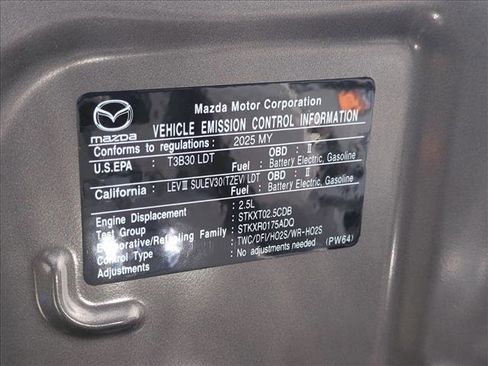 mazda
Mazda Motor Corporation
VEHICLE EMISSION CONTROL INFORMATION
Conforms to regulations : 2025 MY
U.S.EPA : T3B30 LDT OBD : II
Fuel : Battery Electric, Gasoline
California : LEVIII SULEV30(TZEV) LDT OBD : II
Fuel : Battery Electric, Gasoline
Engine Displacement : 2.5L
Test Group : STKXT02.5CDB
Evaporative/Refueling Family : STKXR0175ADQ
Control Type : TWC/DFI/HO2S/WR-HO2S
Adjustments : No adjustments needed (PW64)